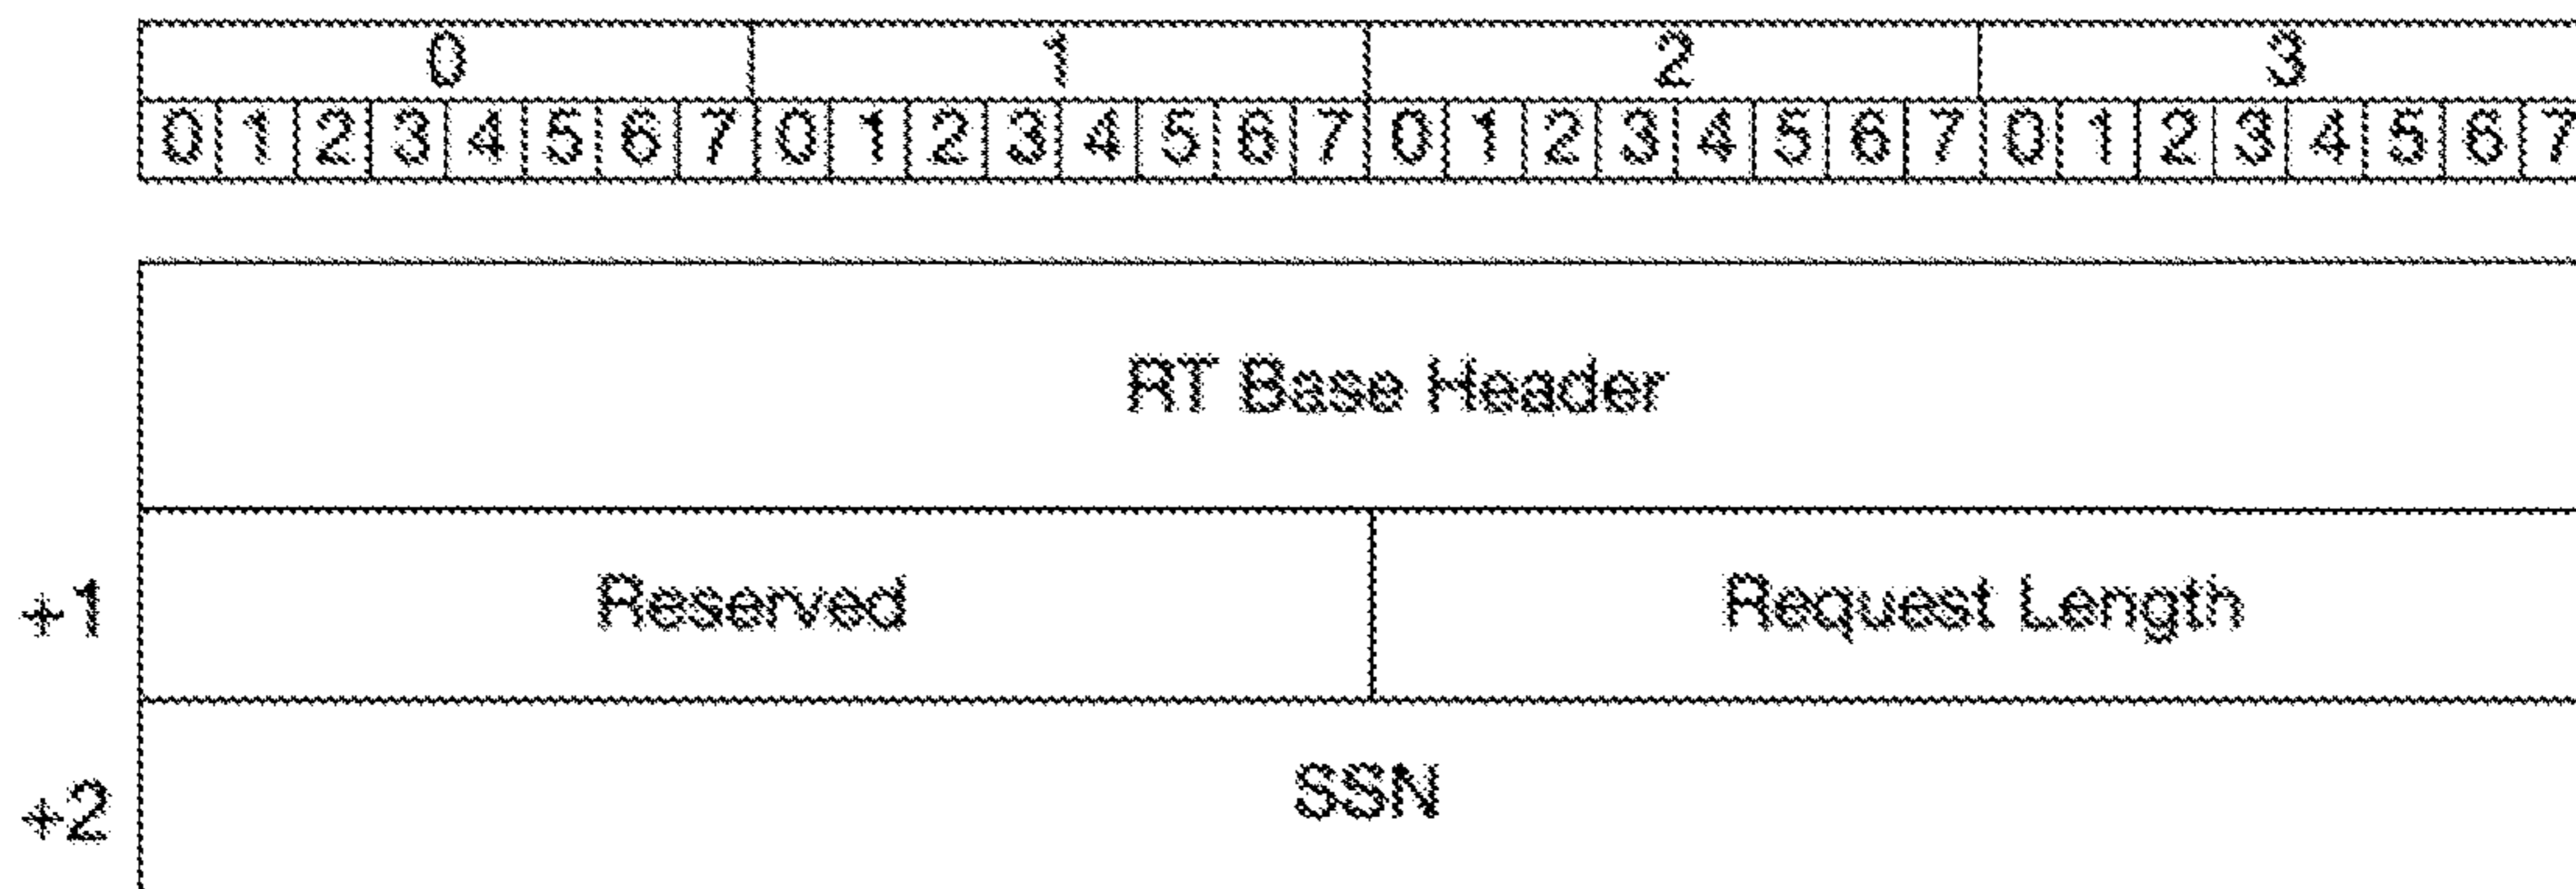 0 1 2 3
0 1 2 3 4 5 6 7 0 1 2 3 4 5 6 7 0 1 2 3 4 5 6 7 0 1 2 3 4 5 6 7
RT Base Header
+1 Reserved Request Length
+2 SSN